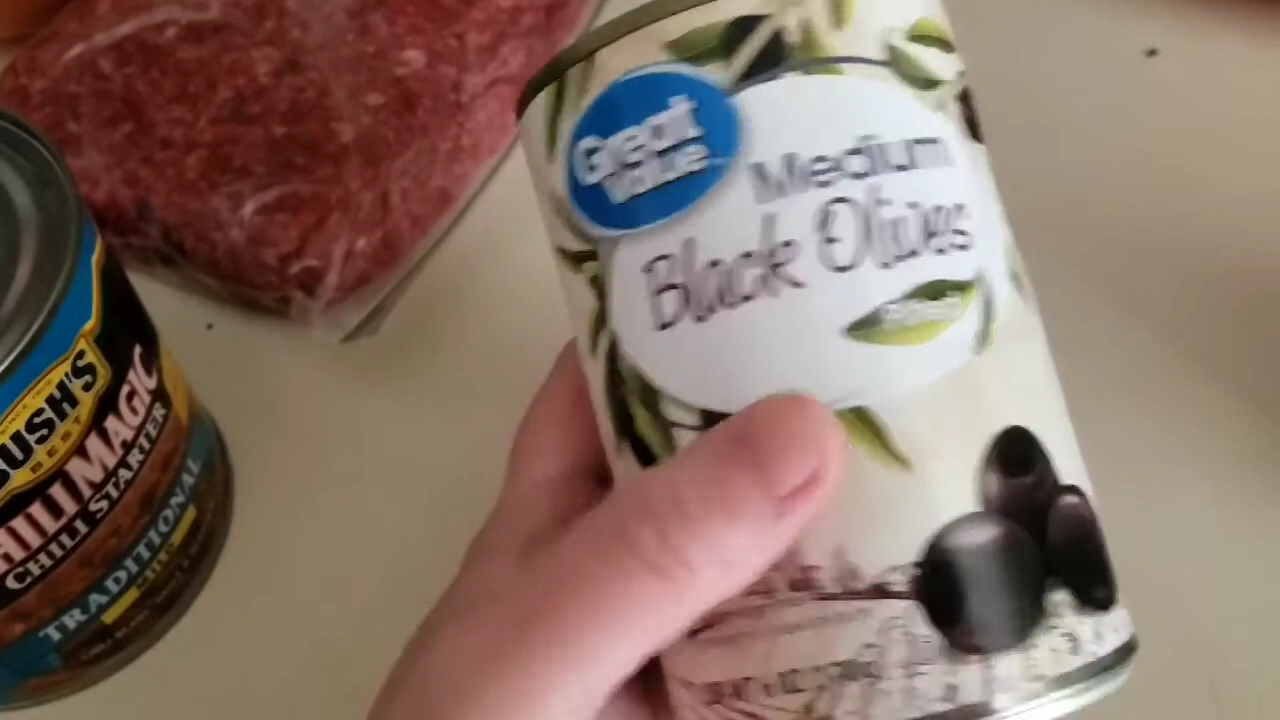 Great
Value
Medium
Black Olives
BUSH'S
BEST
CHILI MAGIC
CHILI STARTER
TRADITIONAL